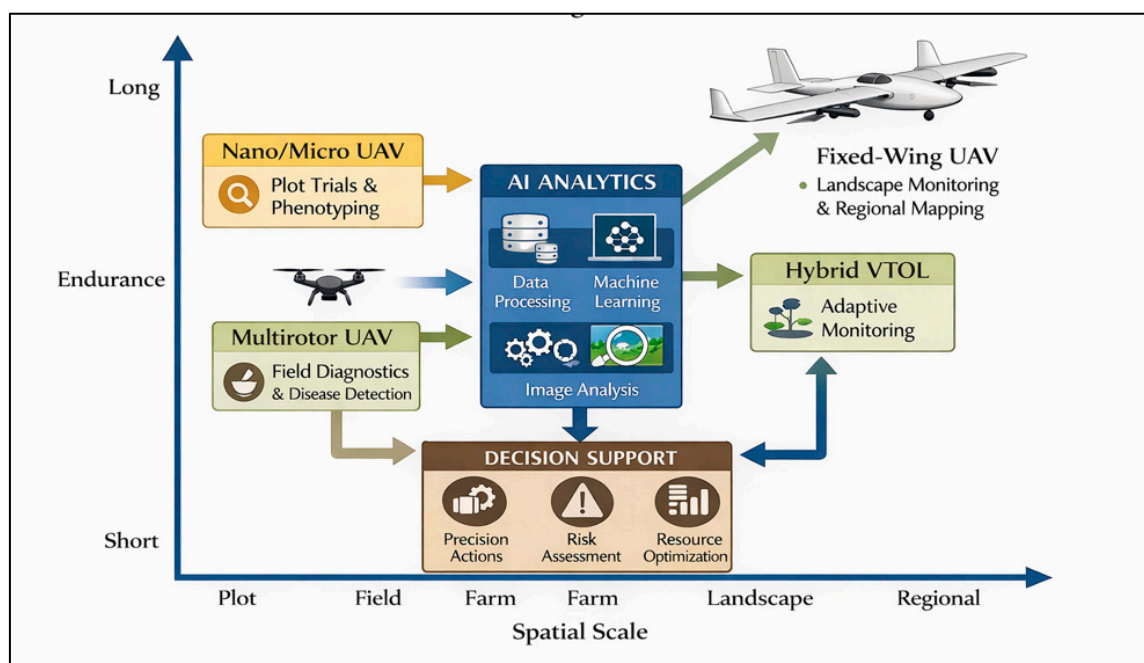 Long
Endurance
Short
Nano/Micro UAV
Plot Trials &
Phenotyping
Multirotor UAV
Field Diagnostics
& Disease Detection
AI ANALYTICS
Data
Processing
Machine
Learning
Image Analysis
Fixed-Wing UAV
• Landscape Monitoring
& Regional Mapping
Hybrid VTOL
Adaptive
Monitoring
DECISION SUPPORT
Precision
Actions
Risk
Assessment
Resource
Optimization
Plot Field Farm Farm Landscape Regional
Spatial Scale